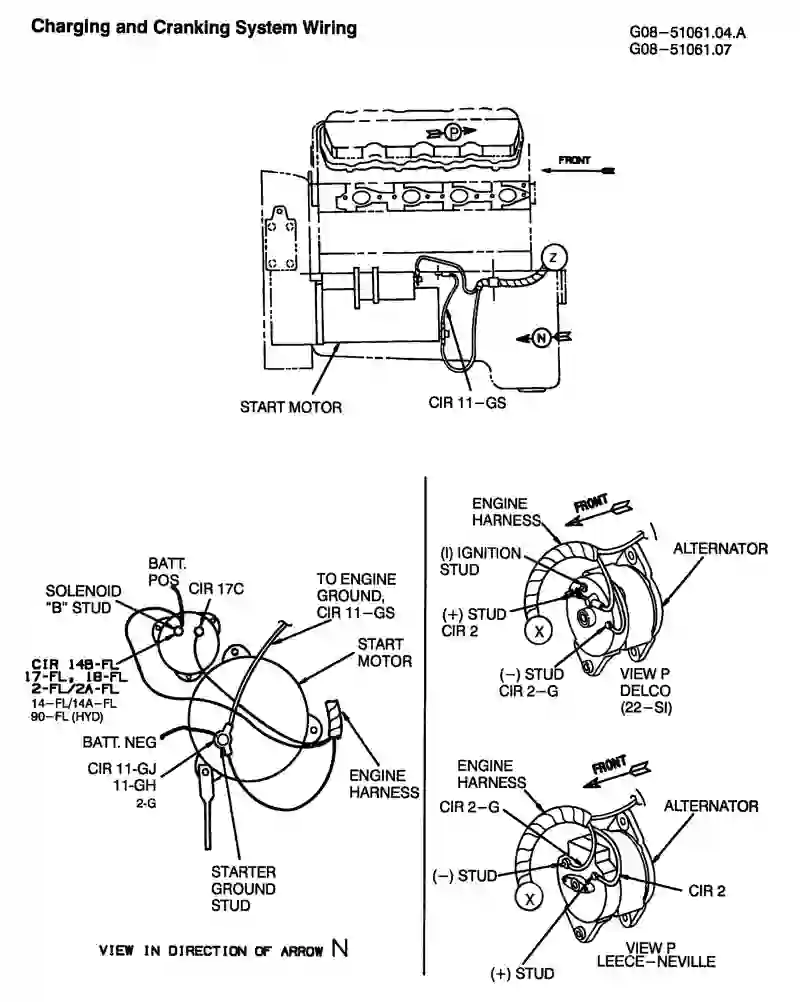 Charging and Cranking System Wiring
G08-51061.04.A
G08-51061.07
P
FRONT
Z
N
START MOTOR
CIR 11-GS
BATT.
POS
SOLENOID
"B" STUD
CIR 17C
TO ENGINE
GROUND,
CIR 11-GS
START
MOTOR
CIR 14B-FL
17-FL, 18-FL
2-FL/2A-FL
14-FL/14A-FL
90-FL (HYD)
BATT. NEG
CIR 11-GJ
11-GH
2-G
ENGINE
HARNESS
STARTER
GROUND
STUD
VIEW IN DIRECTION OF ARROW N
ENGINE
HARNESS
FRONT
(I) IGNITION
STUD
ALTERNATOR
(+) STUD
CIR 2
X
(-) STUD
CIR 2-G
VIEW P
DELCO
(22-SI)
ENGINE
HARNESS
FRONT
CIR 2-G
ALTERNATOR
(-) STUD
X
CIR 2
(+) STUD
VIEW P
LEECE-NEVILLE